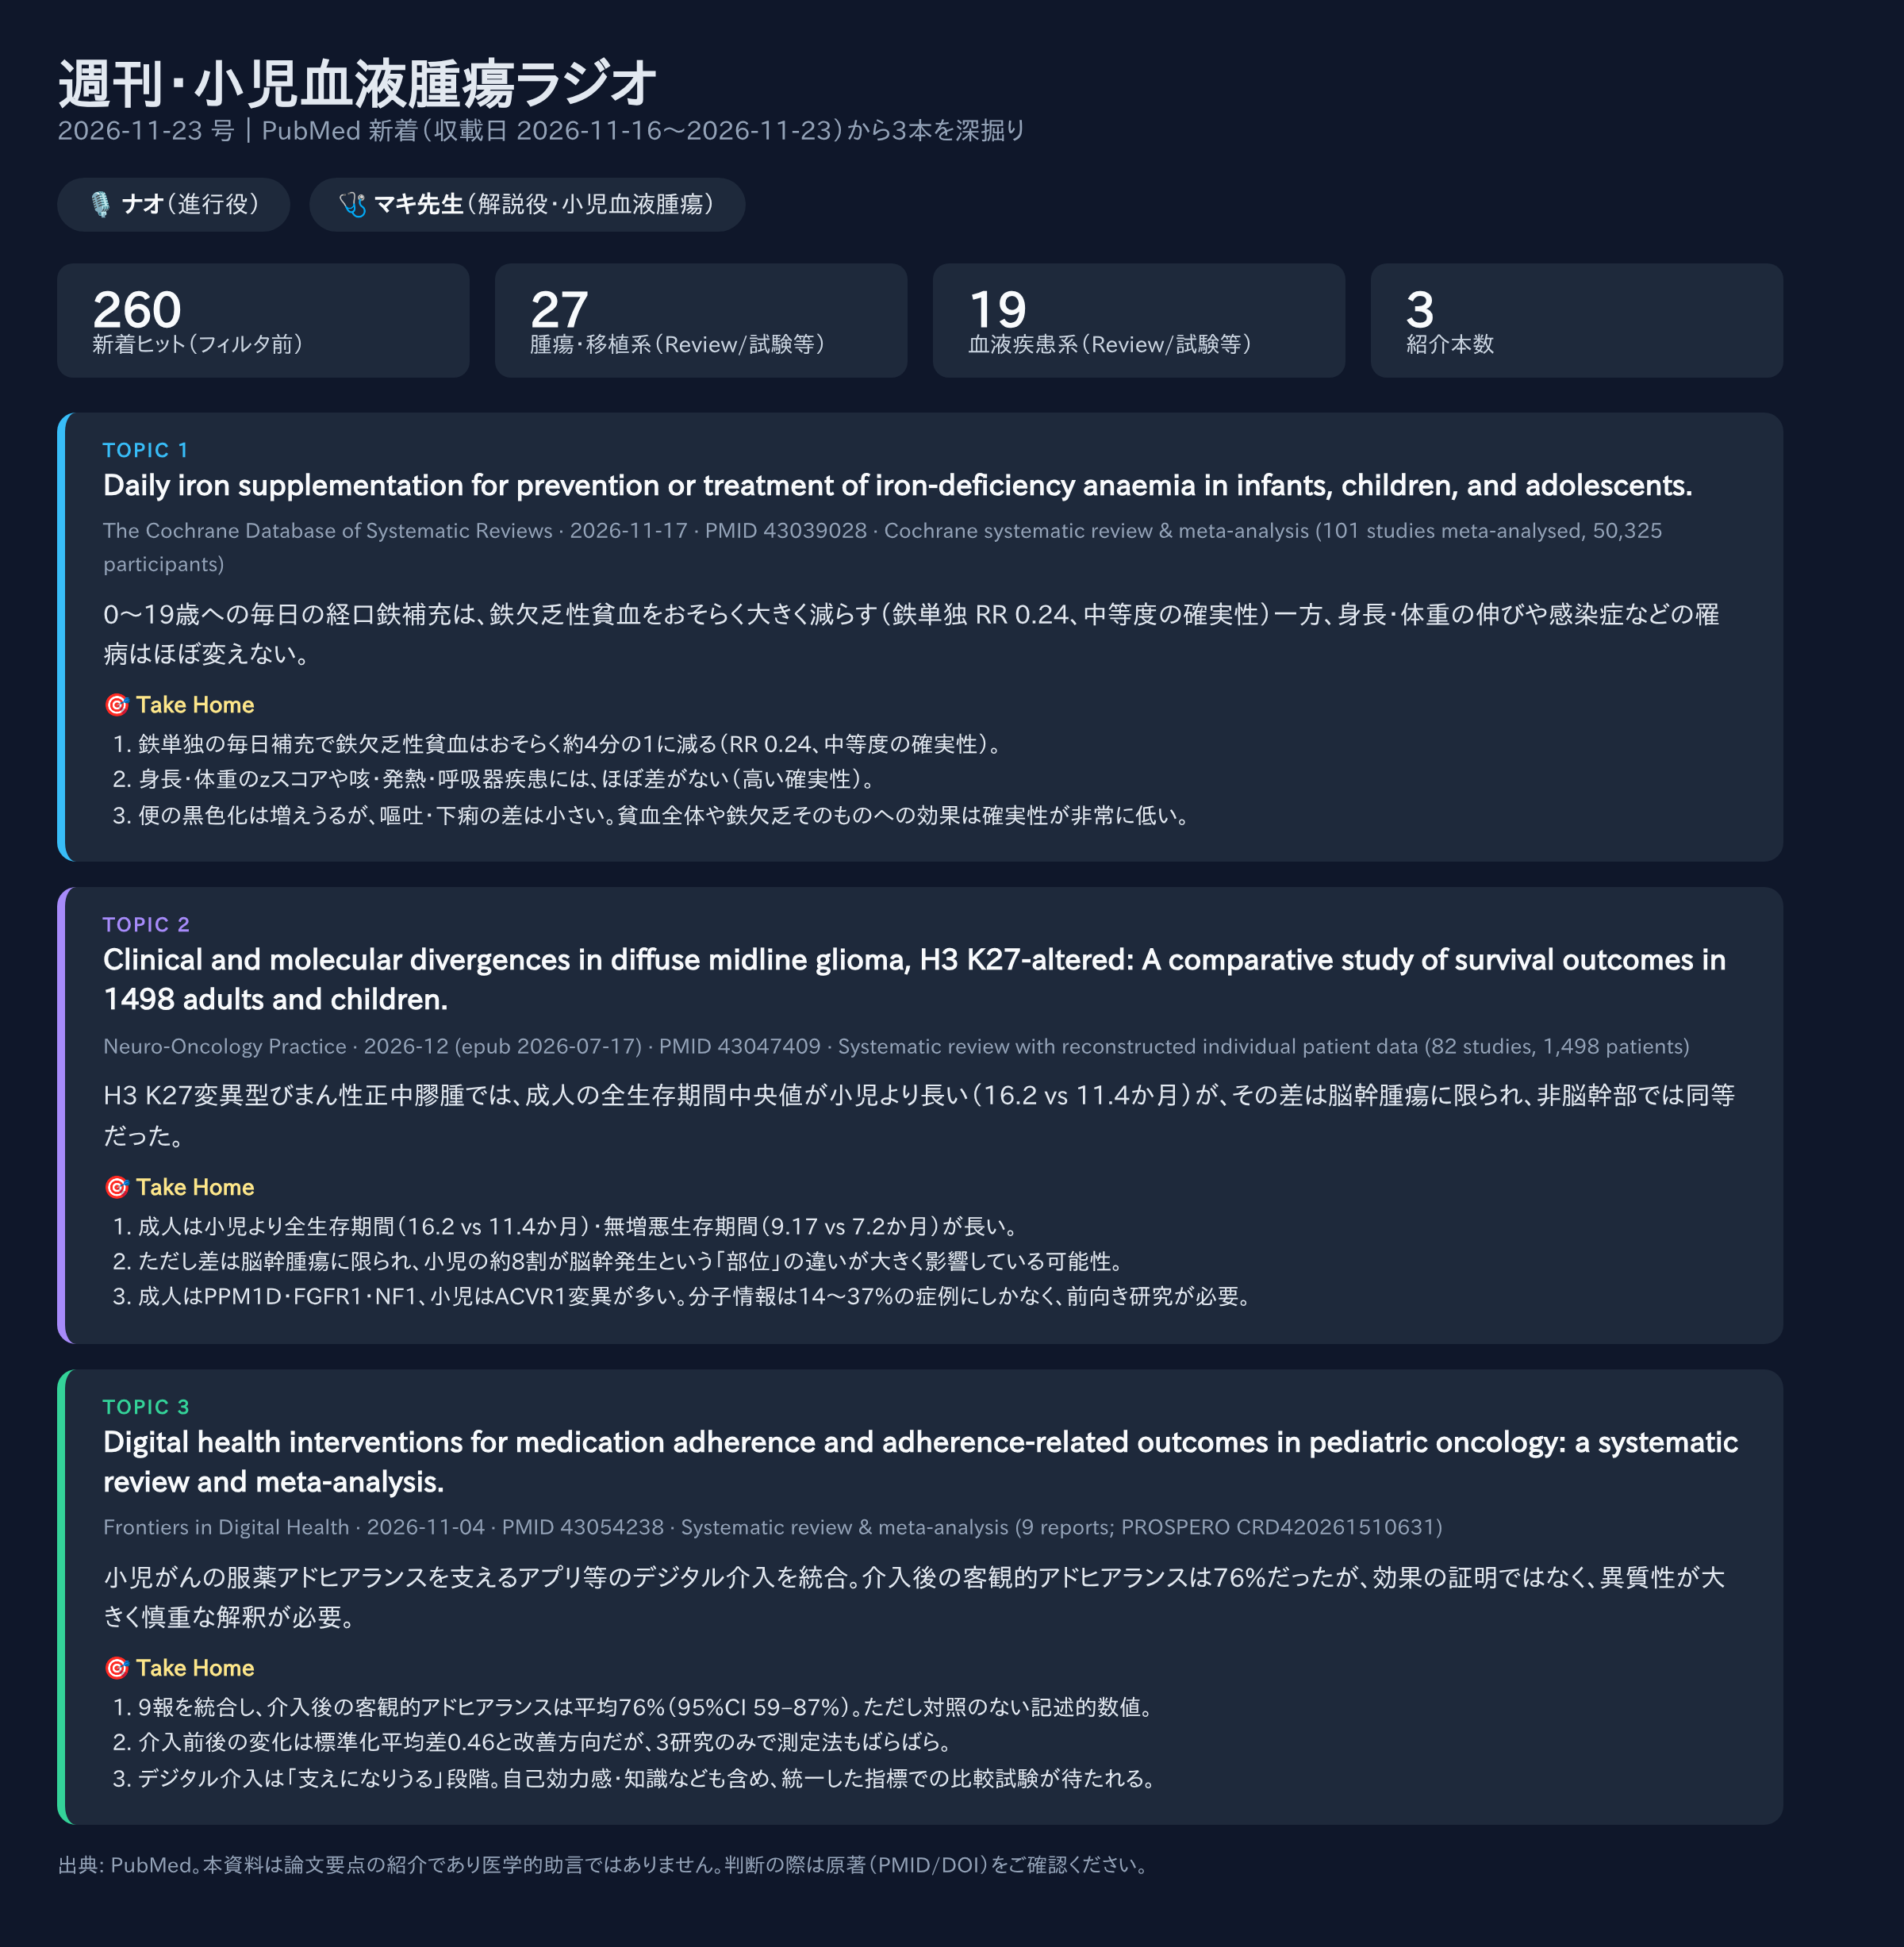 週刊・小児血液腫瘍ラジオ
2026-11-23 号｜PubMed 新着（収載日 2026-11-16〜2026-11-23）から3本を深掘り
🎙️ ナオ（進行役）
🩺 マキ先生（解説役・小児血液腫瘍）
260
新着ヒット（フィルタ前）
27
腫瘍・移植系（Review/試験等）
19
血液疾患系（Review/試験等）
3
紹介本数
TOPIC 1
Daily iron supplementation for prevention or treatment of iron-deficiency anaemia in infants, children, and adolescents.
The Cochrane Database of Systematic Reviews · 2026-11-17 · PMID 43039028 · Cochrane systematic review & meta-analysis (101 studies meta-analysed, 50,325
participants)
0〜19歳への毎日の経口鉄補充は、鉄欠乏性貧血をおそらく大きく減らす（鉄単独 RR 0.24、中等度の確実性）一方、身長・体重の伸びや感染症などの罹
病はほぼ変えない。
🎯 Take Home
1. 鉄単独の毎日補充で鉄欠乏性貧血はおそらく約4分の1に減る（RR 0.24、中等度の確実性）。
2. 身長・体重のzスコアや咳・発熱・呼吸器疾患には、ほぼ差がない（高い確実性）。
3. 便の黒色化は増えうるが、嘔吐・下痢の差は小さい。貧血全体や鉄欠乏そのものへの効果は確実性が非常に低い。
TOPIC 2
Clinical and molecular divergences in diffuse midline glioma, H3 K27-altered: A comparative study of survival outcomes in
1498 adults and children.
Neuro-Oncology Practice · 2026-12 (epub 2026-07-17) · PMID 43047409 · Systematic review with reconstructed individual patient data (82 studies, 1,498 patients)
H3 K27変異型びまん性正中膠腫では、成人の全生存期間中央値が小児より長い（16.2 vs 11.4か月）が、その差は脳幹腫瘍に限られ、非脳幹部では同等
だった。
🎯 Take Home
1. 成人は小児より全生存期間（16.2 vs 11.4か月）・無増悪生存期間（9.17 vs 7.2か月）が長い。
2. ただし差は脳幹腫瘍に限られ、小児の約8割が脳幹発生という「部位」の違いが大きく影響している可能性。
3. 成人はPPM1D・FGFR1・NF1、小児はACVR1変異が多い。分子情報は14〜37%の症例にしかなく、前向き研究が必要。
TOPIC 3
Digital health interventions for medication adherence and adherence-related outcomes in pediatric oncology: a systematic
review and meta-analysis.
Frontiers in Digital Health · 2026-11-04 · PMID 43054238 · Systematic review & meta-analysis (9 reports; PROSPERO CRD420261510631)
小児がんの服薬アドヒアランスを支えるアプリ等のデジタル介入を統合。介入後の客観的アドヒアランスは76%だったが、効果の証明ではなく、異質性が大
きく慎重な解釈が必要。
🎯 Take Home
1. 9報を統合し、介入後の客観的アドヒアランスは平均76%（95%CI 59–87%）。ただし対照のない記述的数値。
2. 介入前後の変化は標準化平均差0.46と改善方向だが、3研究のみで測定法もばらばら。
3. デジタル介入は「支えになりうる」段階。自己効力感・知識なども含め、統一した指標での比較試験が待たれる。
出典: PubMed。本資料は論文要点の紹介であり医学的助言ではありません。判断の際は原著（PMID/DOI）をご確認ください。